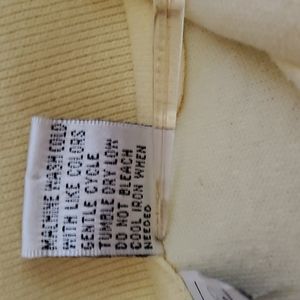 MACHINE WASH COLD
WITH LIKE COLORS
GENTLE CYCLE
TUMBLE DRY LOW
DO NOT BLEACH
COOL IRON WHEN
NEEDED